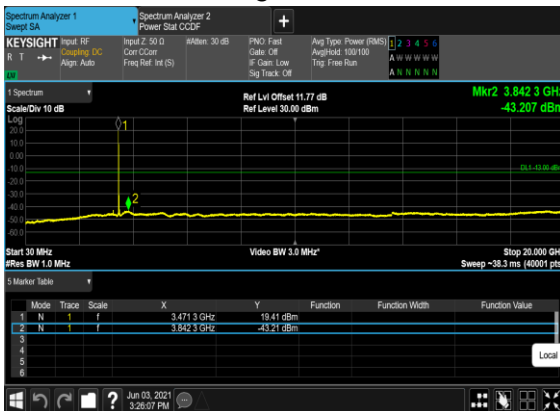 Spectrum Analyzer 1
Swept SA
Spectrum Analyzer 2
Power Stat CCDF
KEYSIGHT
R T
LV
Input: RF
Coupling: DC
Align: Auto
Input Z: 50 Ω
Corr CCorr
Freq Ref: Int (S)
#Atten: 30 dB
PNO: Fast
Gate: Off
IF Gain: Low
Sig Track: Off
Avg Type: Power (RMS)
Avg|Hold: 100/100
Trig: Free Run
1 2 3 4 5 6
A W W W W W
A N N N N N
1 Spectrum
Scale/Div 10 dB
Ref Lvl Offset 11.77 dB
Ref Level 30.00 dBm
Mkr2 3.842 3 GHz
-43.207 dBm
Log
20.0
10.0
0.00
-10.0
-20.0
-30.0
-40.0
-50.0
-60.0
1
2
DL1 -13.00 dBm
Start 30 MHz
#Res BW 1.0 MHz
Video BW 3.0 MHz*
Stop 20.000 GH
Sweep ~38.3 ms (40001 pts
5 Marker Table
Mode Trace Scale X Y Function Function Width Function Value
1 N 1 f 3.471 3 GHz 19.41 dBm
2 N 1 f 3.842 3 GHz -43.21 dBm
3
4
5
6
Local
?
Jun 03, 2021
3:26:07 PM